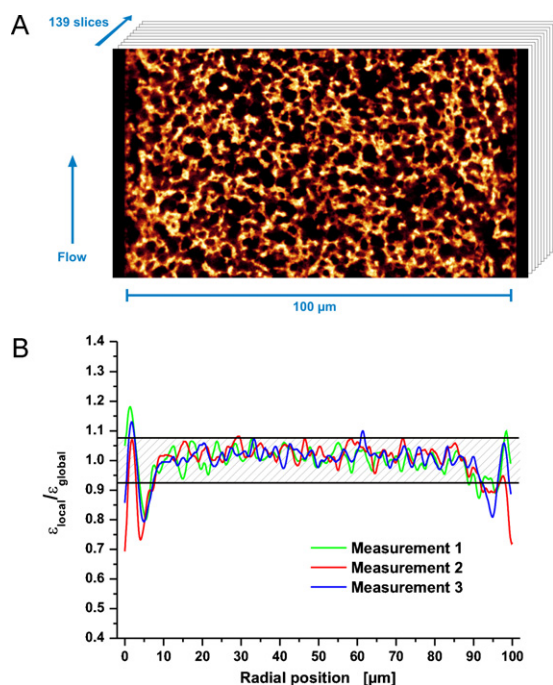 A
139 slices
Flow
100 µm
B
ε local/ε global
1.4
1.3
1.2
1.1
1.0
0.9
0.8
0.7
0.6
0.5
0.4
Measurement 1
Measurement 2
Measurement 3
0 10 20 30 40 50 60 70 80 90 100
Radial position [µm]